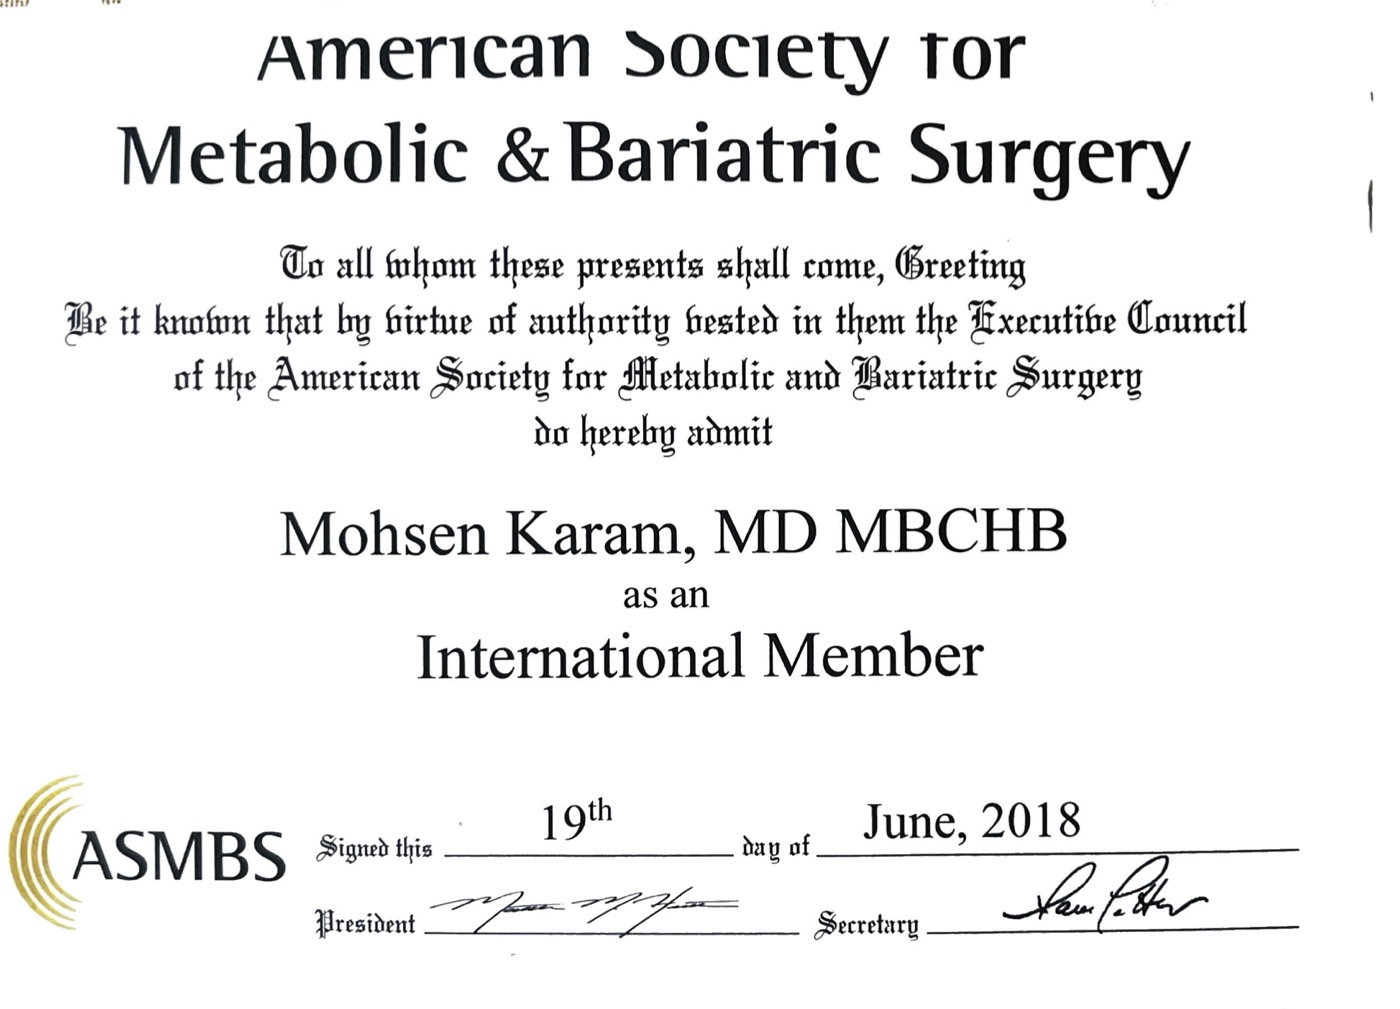 American Society for
Metabolic & Bariatric Surgery
To all whom these presents shall come, Greeting
Be it known that by virtue of authority vested in them the Executive Council
of the American Society for Metabolic and Bariatric Surgery
do hereby admit
Mohsen Karam, MD MBCHB
as an
International Member
ASMBS
Signed this 19th day of June, 2018
President Secretary